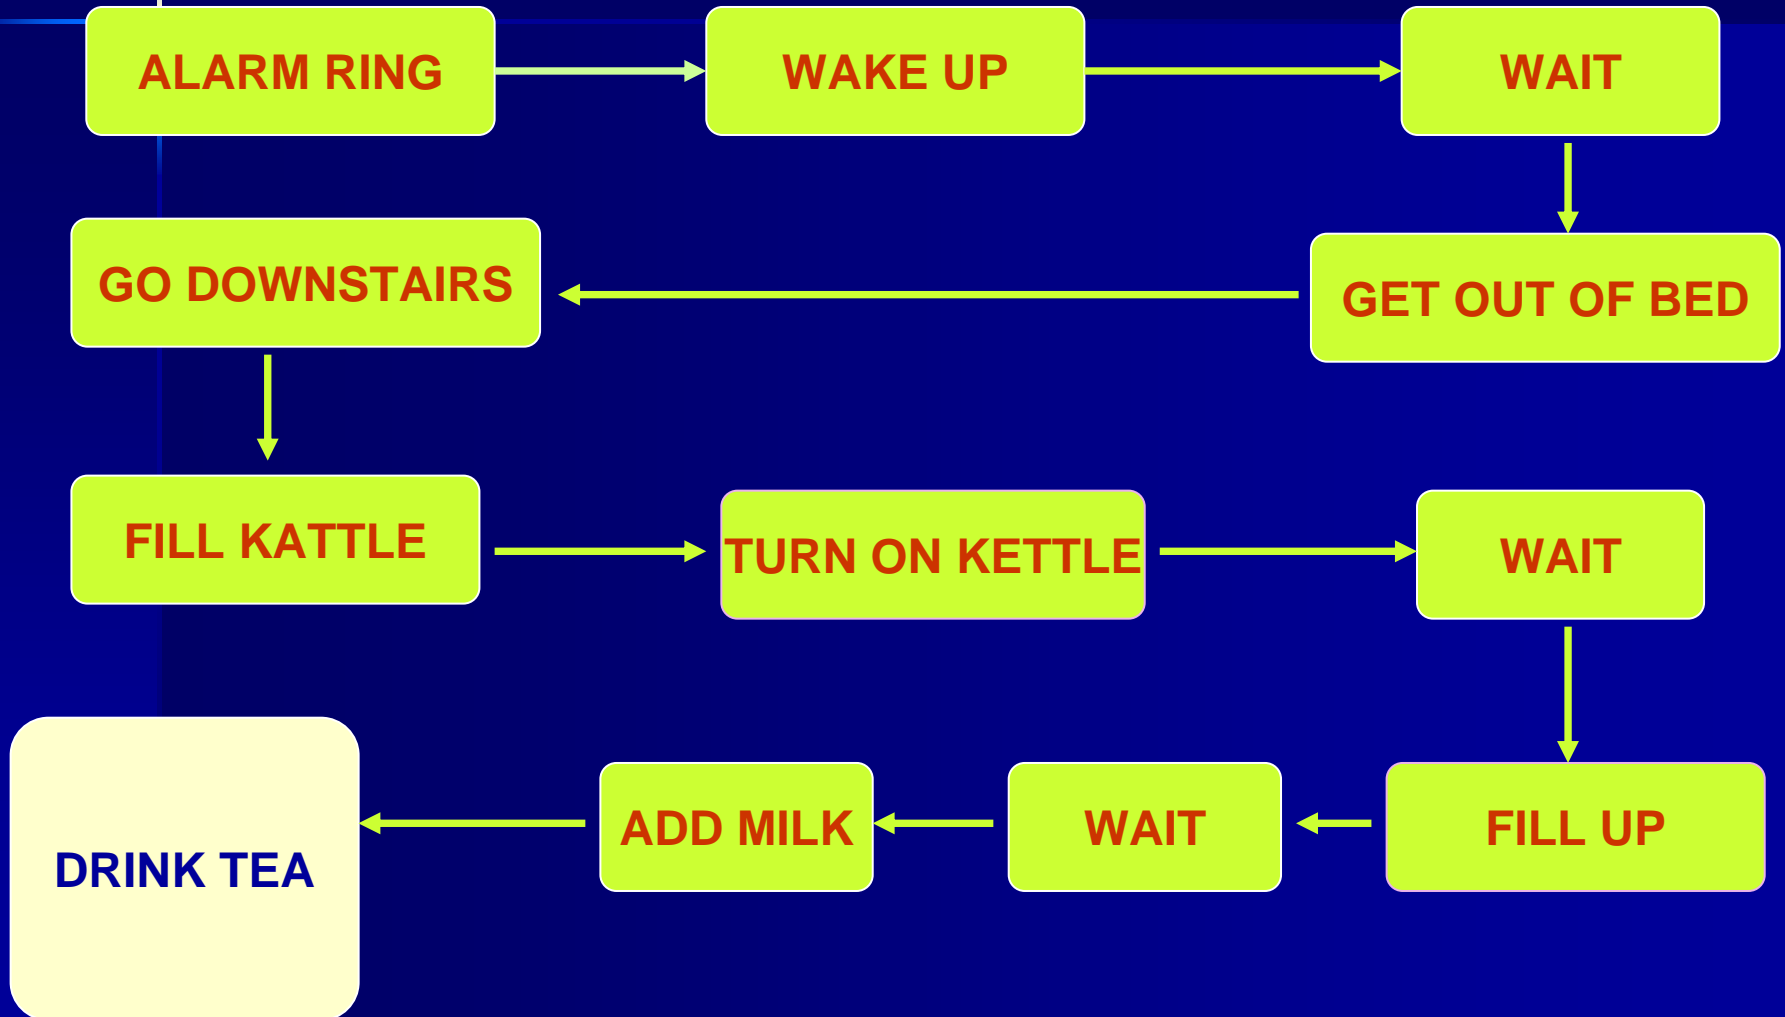 ALARM RING
WAKE UP
WAIT
GET OUT OF BED
GO DOWNSTAIRS
FILL KATTLE
TURN ON KETTLE
WAIT
FILL UP
WAIT
ADD MILK
DRINK TEA